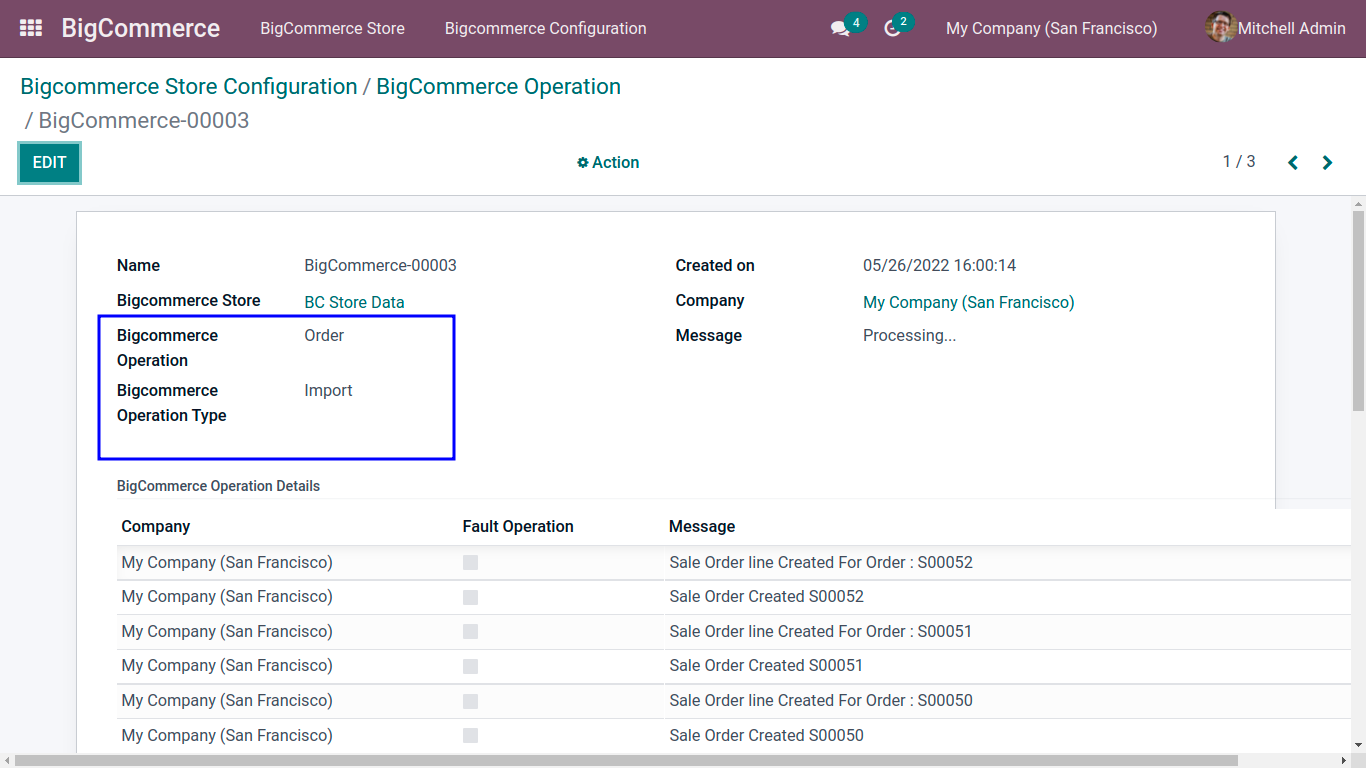 BigCommerce BigCommerce Store Bigcommerce Configuration 4 2 My Company (San Francisco) Mitchell Admin
Bigcommerce Store Configuration / BigCommerce Operation
/ BigCommerce-00003
EDIT Action 1 / 3
Name BigCommerce-00003 Created on 05/26/2022 16:00:14
Bigcommerce Store BC Store Data Company My Company (San Francisco)
Bigcommerce Order Message Processing...
Operation
Bigcommerce Import
Operation Type
BigCommerce Operation Details
Company Fault Operation Message
My Company (San Francisco) Sale Order line Created For Order : S00052
My Company (San Francisco) Sale Order Created S00052
My Company (San Francisco) Sale Order line Created For Order : S00051
My Company (San Francisco) Sale Order Created S00051
My Company (San Francisco) Sale Order line Created For Order : S00050
My Company (San Francisco) Sale Order Created S00050